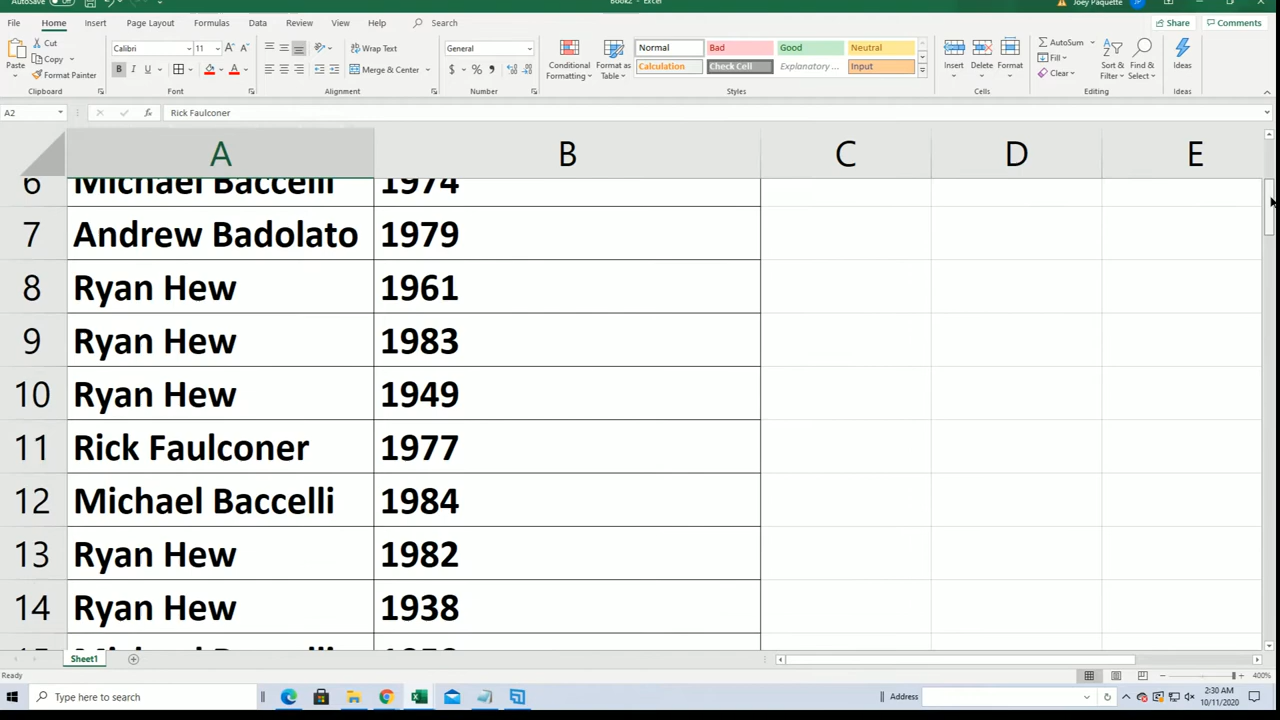 AutoSave Off Book2 - Excel Joey Paquette
File Home Insert Page Layout Formulas Data Review View Help Search Share Comments
Paste Cut Calibri 11 Wrap Text General Conditional Formatting Format as Table Normal Bad Good Neutral Insert Delete Format AutoSum Sort & Filter Find & Select Ideas
Copy Fill
Format Painter B I U A Merge & Center $ % Calculation Check Cell Explanatory ... Input Clear
Clipboard Font Alignment Number Styles Cells Editing Ideas
A2 fx Rick Faulconer
A B C D E
6 Michael Baccelli 1974
7 Andrew Badolato 1979
8 Ryan Hew 1961
9 Ryan Hew 1983
10 Ryan Hew 1949
11 Rick Faulconer 1977
12 Michael Baccelli 1984
13 Ryan Hew 1982
14 Ryan Hew 1938
Sheet1
Ready 400%
Type here to search Address 2:30 AM
10/11/2020